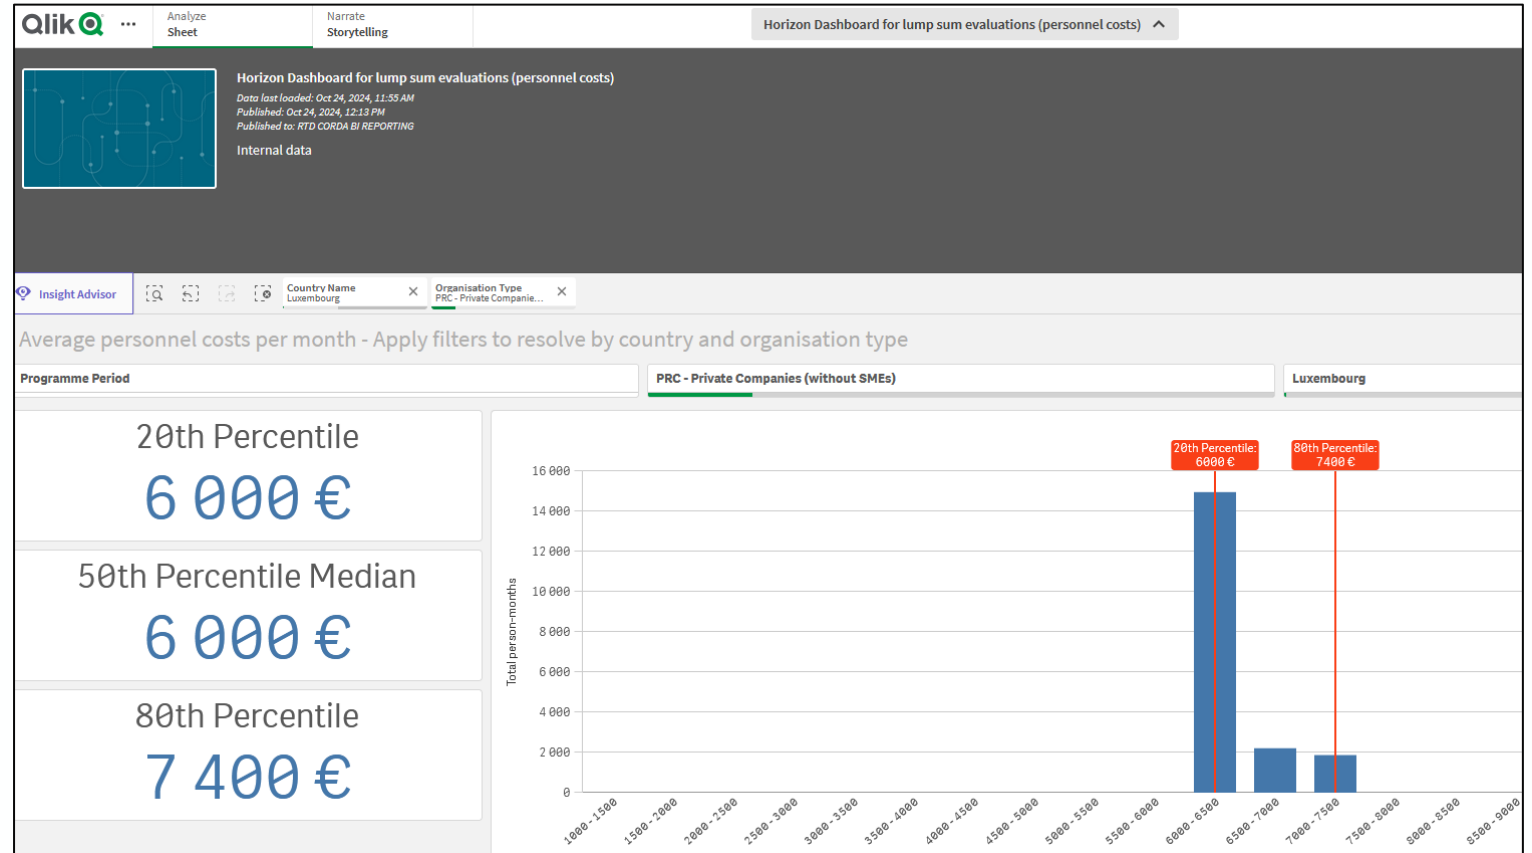 Qlik
Analyze
Sheet
Narrate
Storytelling
Horizon Dashboard for lump sum evaluations (personnel costs)
Horizon Dashboard for lump sum evaluations (personnel costs)
Data last loaded: Oct 24, 2024, 11:55 AM
Published: Oct 24, 2024, 12:13 PM
Published to: RTD CORDA BI REPORTING
Internal data
Insight Advisor
Country Name
Luxembourg
Organisation Type
PRC - Private Companie...
Average personnel costs per month - Apply filters to resolve by country and organisation type
Programme Period
PRC - Private Companies (without SMEs)
Luxembourg
20th Percentile
6 000 €
50th Percentile Median
6 000 €
80th Percentile
7 400 €
20th Percentile:
6000 €
80th Percentile:
7400 €
Total person-months
16 000
14 000
12 000
10 000
8 000
6 000
4 000
2 000
0
1000 - 1500
1500 - 2000
2000 - 2500
2500 - 3000
3000 - 3500
3500 - 4000
4000 - 4500
4500 - 5000
5000 - 5500
5500 - 6000
6000 - 6500
6500 - 7000
7000 - 7500
7500 - 8000
8000 - 8500
8500 - 9000